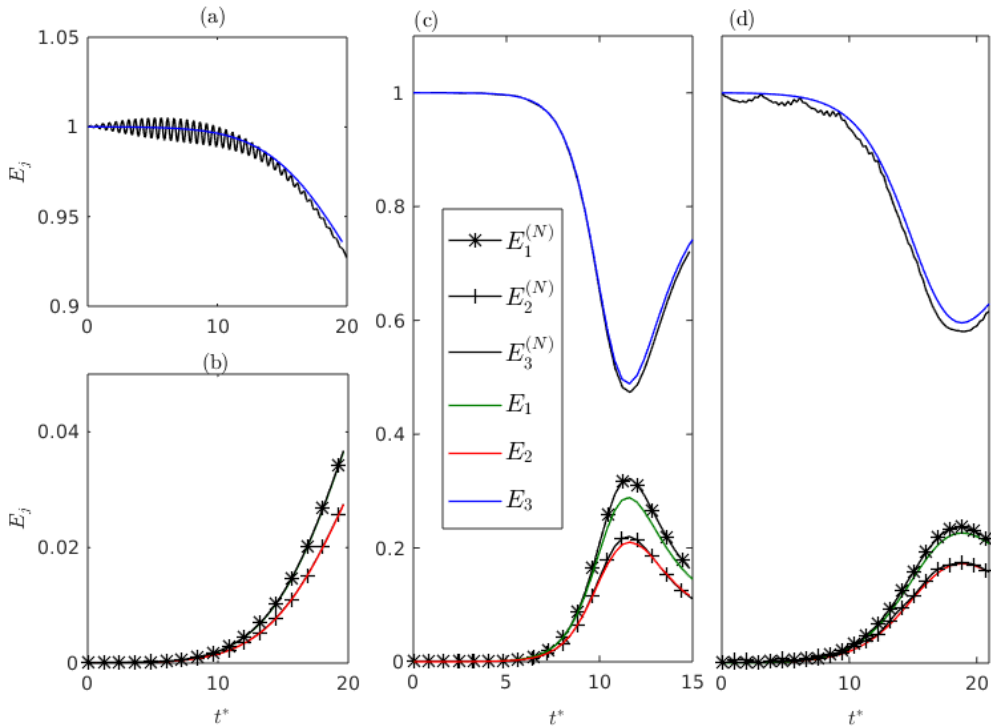 (a)
1.05
1
0.95
0.9
E_j
0 10 20
(b)
0.04
0.02
0
E_j
0 10 20
t*
(c)
1
0.8
0.6
0.4
0.2
0
0 5 10 15
t*
E_1^{(N)}
E_2^{(N)}
E_3^{(N)}
E_1
E_2
E_3
(d)
0 10 20
t*